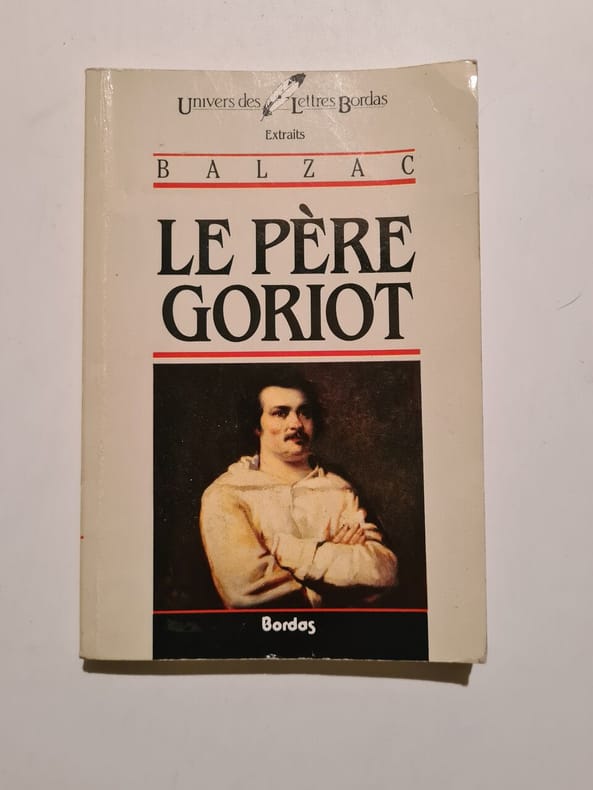 Univers des Lettres Bordas
Extraits
BALZAC
LE PÈRE
GORIOT
Bordas